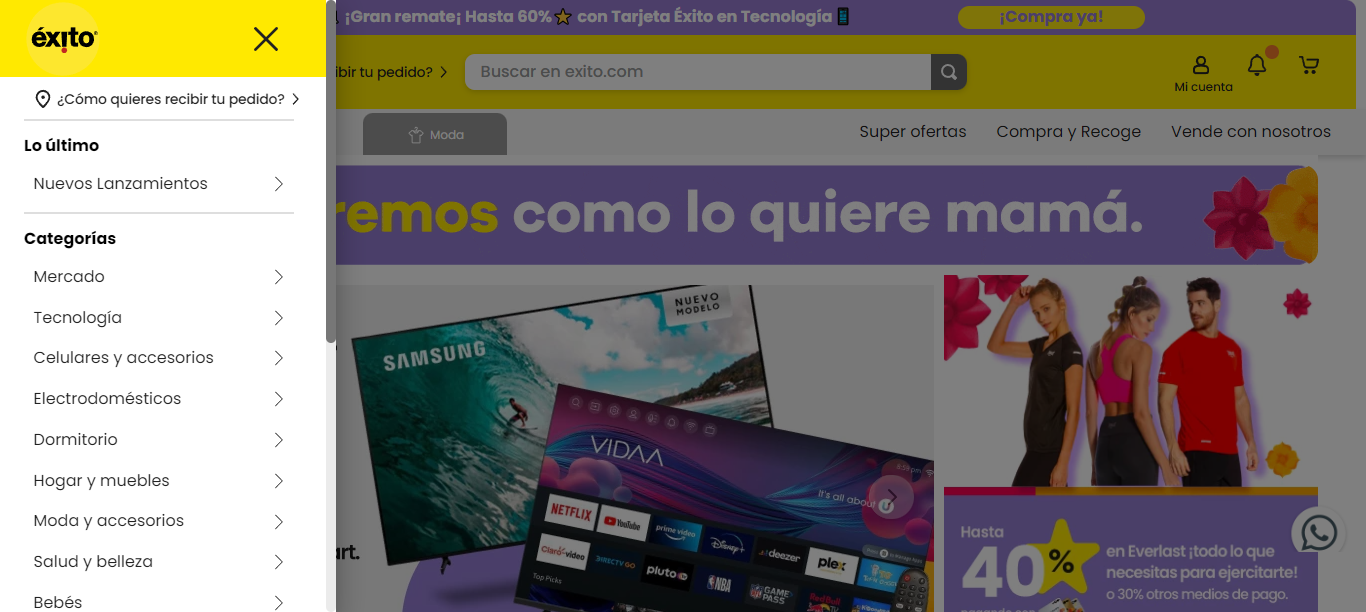 ¡Gran remate¡ Hasta 60% con Tarjeta Éxito en Tecnología
¡Compra ya!
éxito
ibir tu pedido?
Buscar en exito.com
Mi cuenta
¿Cómo quieres recibir tu pedido?
Moda
Super ofertas
Compra y Recoge
Vende con nosotros
Lo último
Nuevos Lanzamientos
remos como lo quiere mamá.
Categorías
Mercado
Tecnología
Celulares y accesorios
Electrodomésticos
Dormitorio
Hogar y muebles
Moda y accesorios
Salud y belleza
Bebés
NUEVO
MODELO
SAMSUNG
VIDAA
It's all about
NETFLIX
YouTube
prime video
Disney+
deezer
plex
Claro video
DIRECTV GO
pluto tv
NBA
GAME PASS
Red Bull
Top Picks
art.
Hasta
40%
en Everlast ¡todo lo que
necesitas para ejercitarte!
o 30% otros medios de pago.